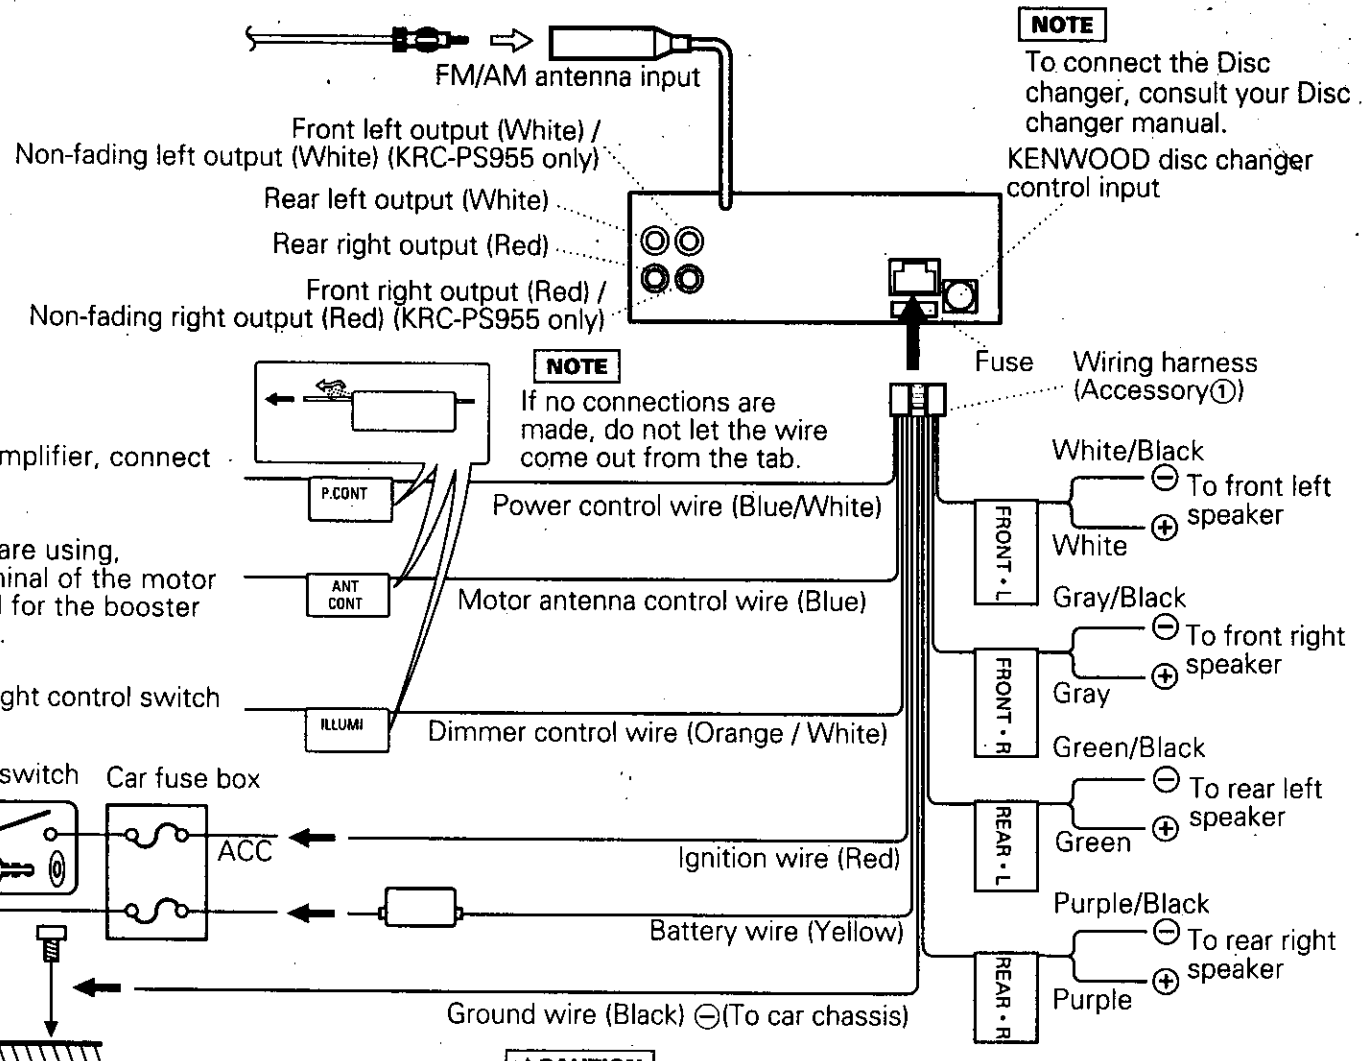 NOTE
To connect the Disc
changer, consult your Disc
changer manual.
KENWOOD disc changer
control input
FM/AM antenna input
Front left output (White) /
Non-fading left output (White) (KRC-PS955 only)
Rear left output (White)
Rear right output (Red)
Front right output (Red) /
Non-fading right output (Red) (KRC-PS955 only)
Fuse
Wiring harness
(Accessory①)
NOTE
If no connections are
made, do not let the wire
come out from the tab.
mplifier, connect
P.CONT
Power control wire (Blue/White)
are using,
ninal of the motor
for the booster
ANT
CONT
Motor antenna control wire (Blue)
ght control switch
ILLUMI
Dimmer control wire (Orange / White)
switch
Car fuse box
ACC
Ignition wire (Red)
Battery wire (Yellow)
Ground wire (Black) ⊖(To car chassis)
White/Black
⊖ To front left
speaker
⊕
White
FRONT • L
Gray/Black
⊖ To front right
speaker
⊕
Gray
FRONT • R
Green/Black
⊖ To rear left
speaker
⊕
Green
REAR • L
Purple/Black
⊖ To rear right
speaker
⊕
Purple
REAR • R
CAUTION